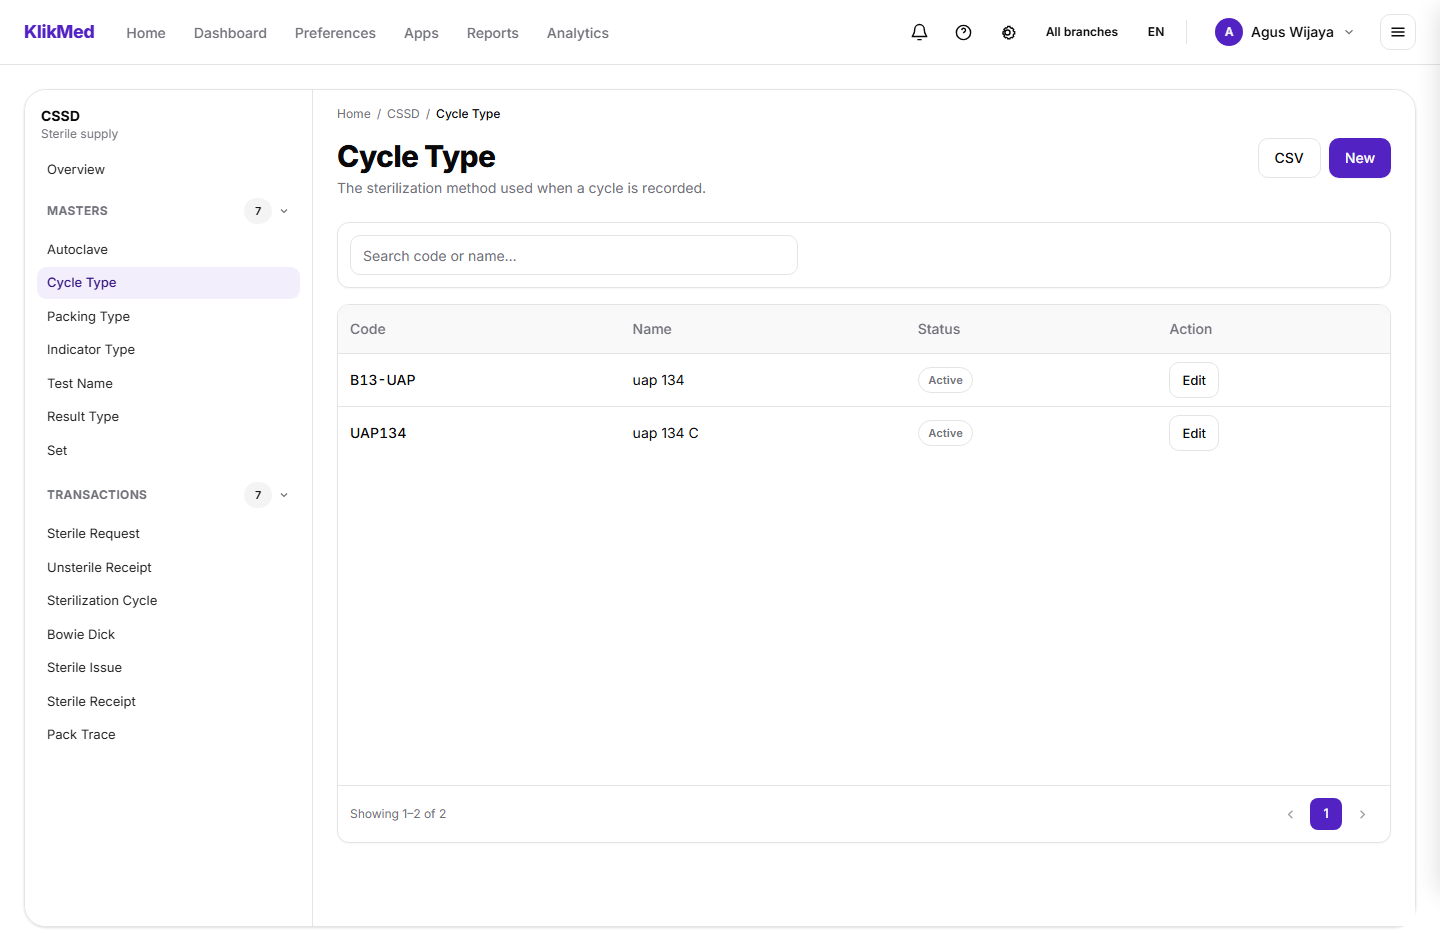 KlikMed
Home
Dashboard
Preferences
Apps
Reports
Analytics
All branches
EN
A
Agus Wijaya
CSSD
Sterile supply
Overview
MASTERS
7
Autoclave
Cycle Type
Packing Type
Indicator Type
Test Name
Result Type
Set
TRANSACTIONS
7
Sterile Request
Unsterile Receipt
Sterilization Cycle
Bowie Dick
Sterile Issue
Sterile Receipt
Pack Trace
Home / CSSD / Cycle Type
Cycle Type
The sterilization method used when a cycle is recorded.
CSV
New
Search code or name...
Code Name Status Action
B13-UAP uap 134 Active Edit
UAP134 uap 134 C Active Edit
Showing 1–2 of 2
1